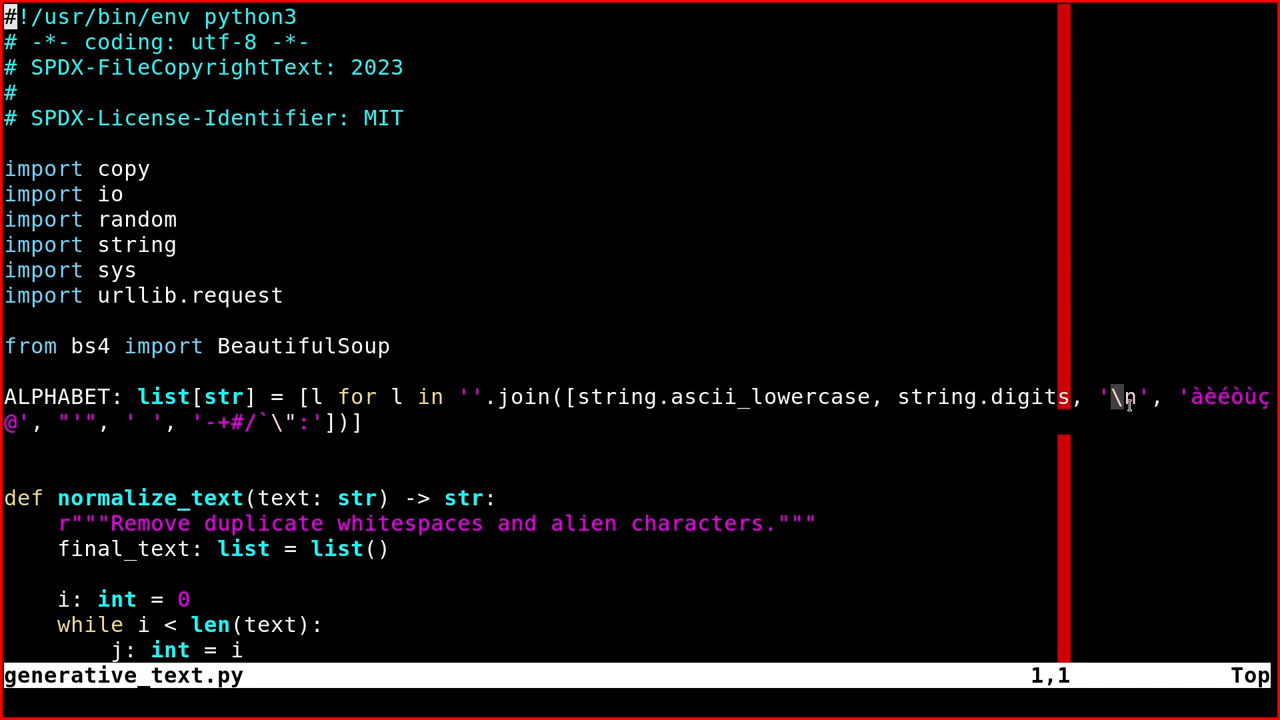 #!/usr/bin/env python3
# -*- coding: utf-8 -*-
# SPDX-FileCopyrightText: 2023
#
# SPDX-License-Identifier: MIT
import copy
import io
import random
import string
import sys
import urllib.request
from bs4 import BeautifulSoup
ALPHABET: list[str] = [l for l in ''.join([string.ascii_lowercase, string.digits, '\n', 'àèéòùç
@', "'", ' ', '-+#/`\":'])]
def normalize_text(text: str) -> str:
    r"""Remove duplicate whitespaces and alien characters."""
    final_text: list = list()
    i: int = 0
    while i < len(text):
        j: int = i
generative_text.py 1,1 Top